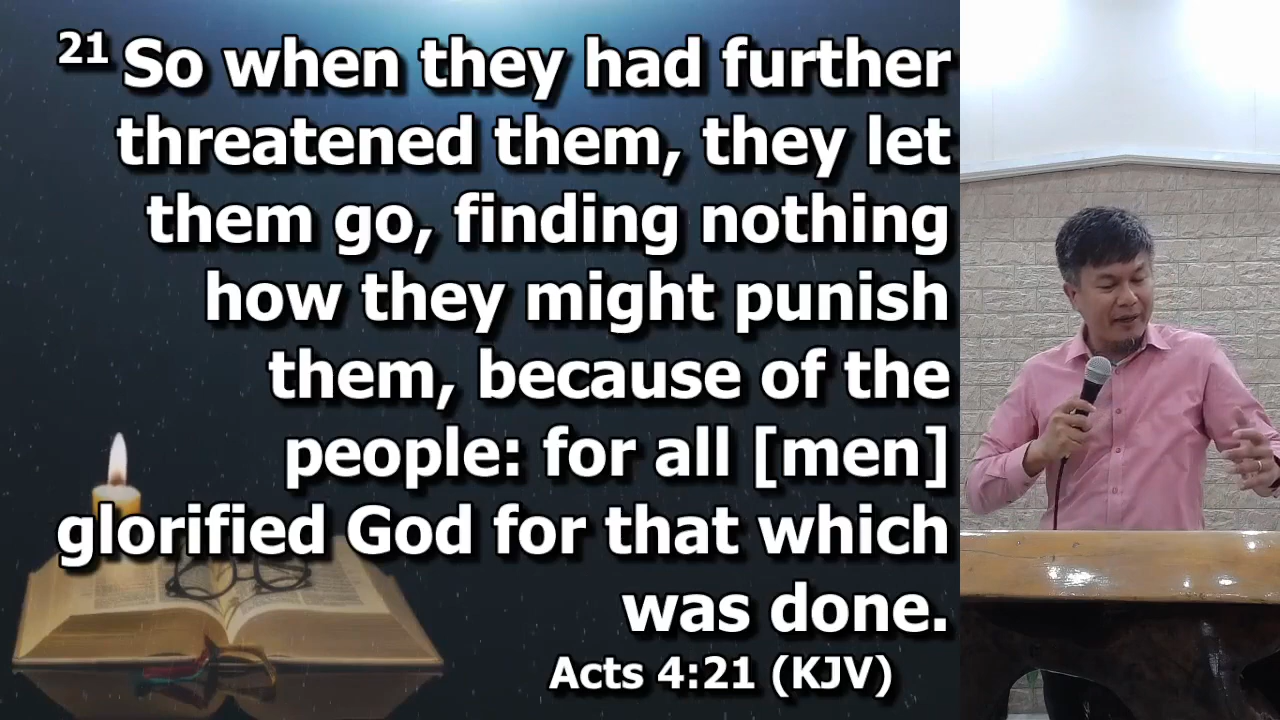 21 So when they had further
threatened them, they let
them go, finding nothing
how they might punish
them, because of the
people: for all [men]
glorified God for that which
was done.
Acts 4:21 (KJV)